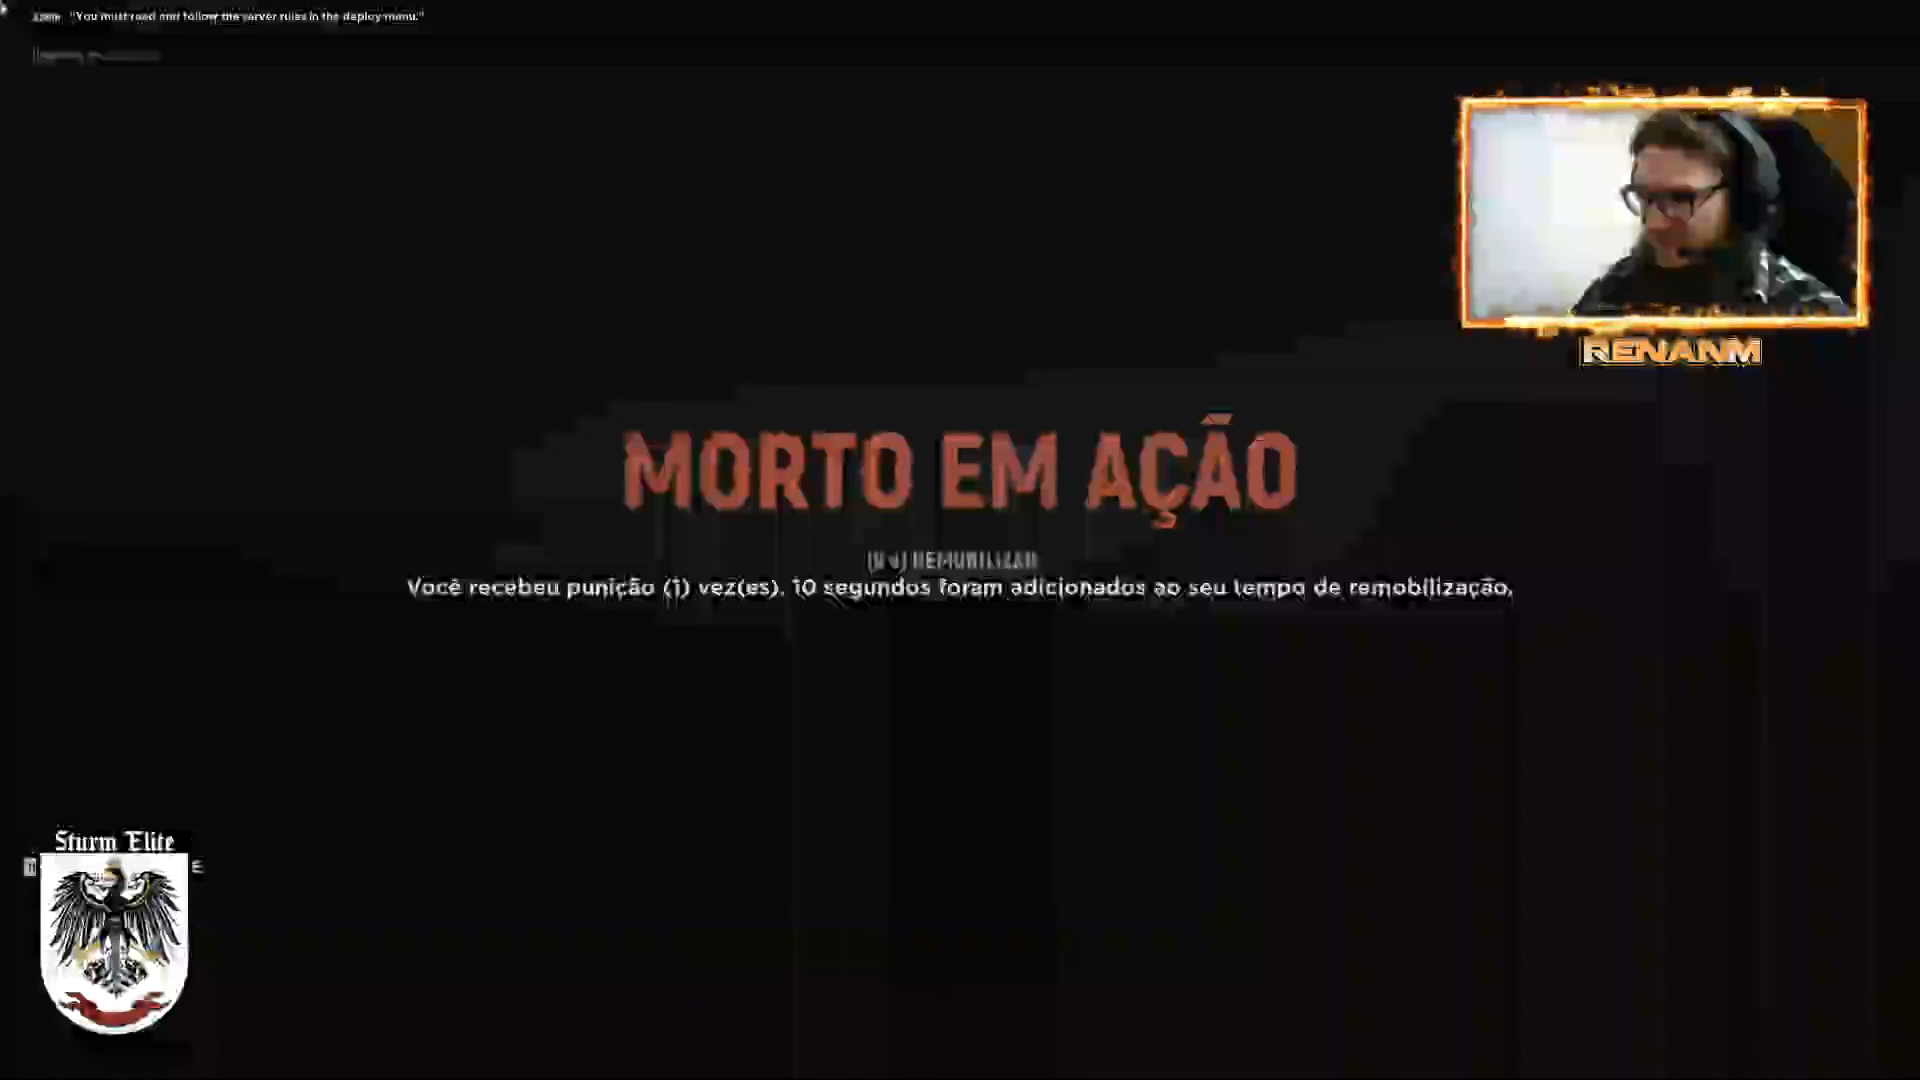 "You must read and follow the server rules in the deploy menu."
RENANM
MORTO EM AÇÃO
REMOBILIZAR
Você recebeu punição (1) vez(es). 10 segundos foram adicionados ao seu tempo de remobilização.
Sturm Elite